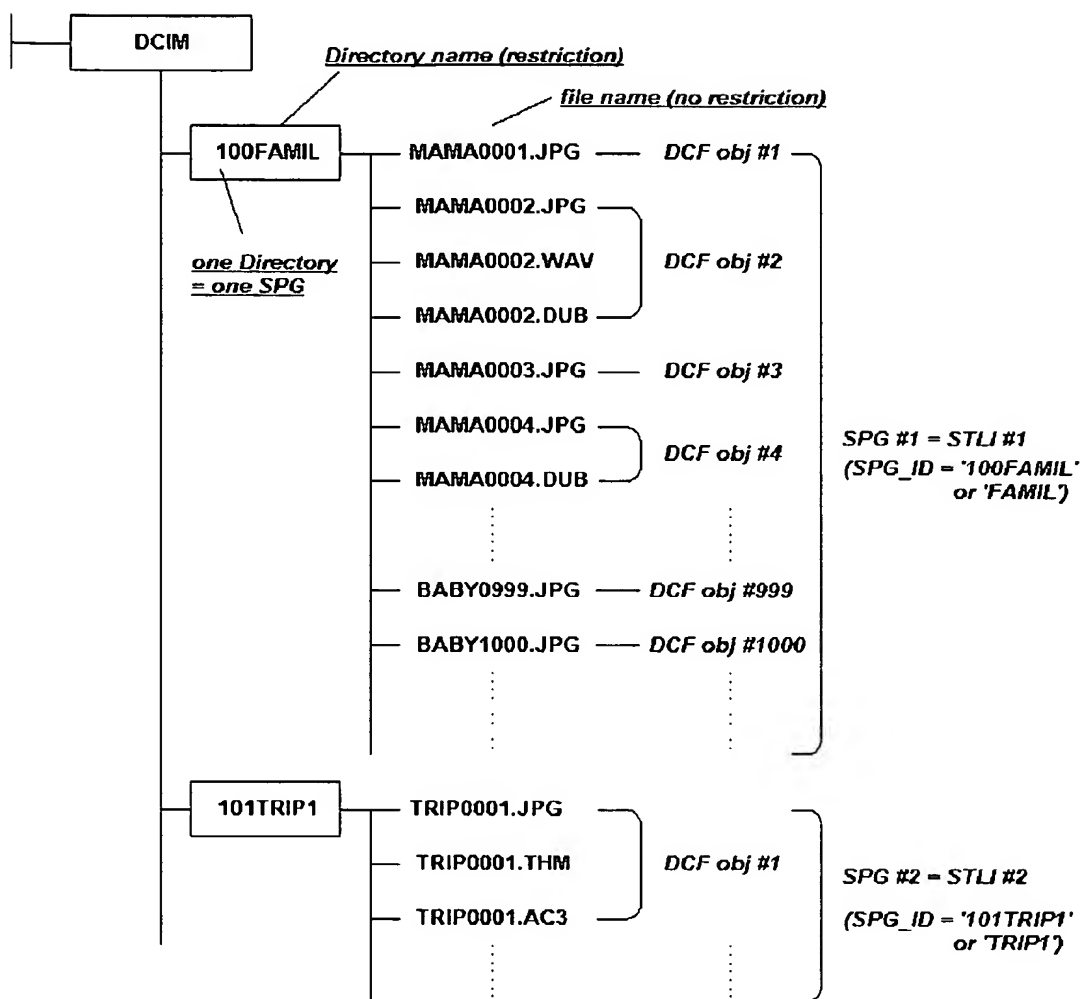 DCIM
Directory name (restriction)
file name (no restriction)
100FAMIL
MAMA0001.JPG
DCF obj #1
MAMA0002.JPG
one Directory
= one SPG
MAMA0002.WAV
DCF obj #2
MAMA0002.DUB
MAMA0003.JPG
DCF obj #3
MAMA0004.JPG
DCF obj #4
MAMA0004.DUB
SPG #1 = STLI #1
(SPG_ID = '100FAMIL'
or 'FAMIL')
BABY0999.JPG
DCF obj #999
BABY1000.JPG
DCF obj #1000
101TRIP1
TRIP0001.JPG
TRIP0001.THM
DCF obj #1
TRIP0001.AC3
SPG #2 = STLI #2
(SPG_ID = '101TRIP1'
or 'TRIP1')